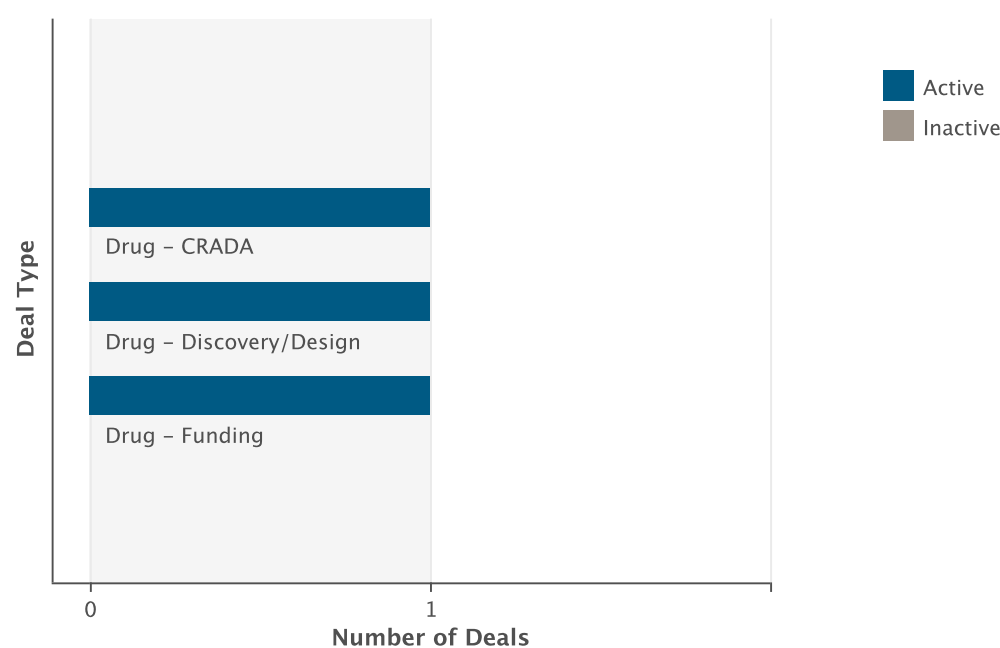 Active
Inactive
Drug – CRADA
Drug – Discovery/Design
Drug – Funding
Deal Type
0
1
Number of Deals